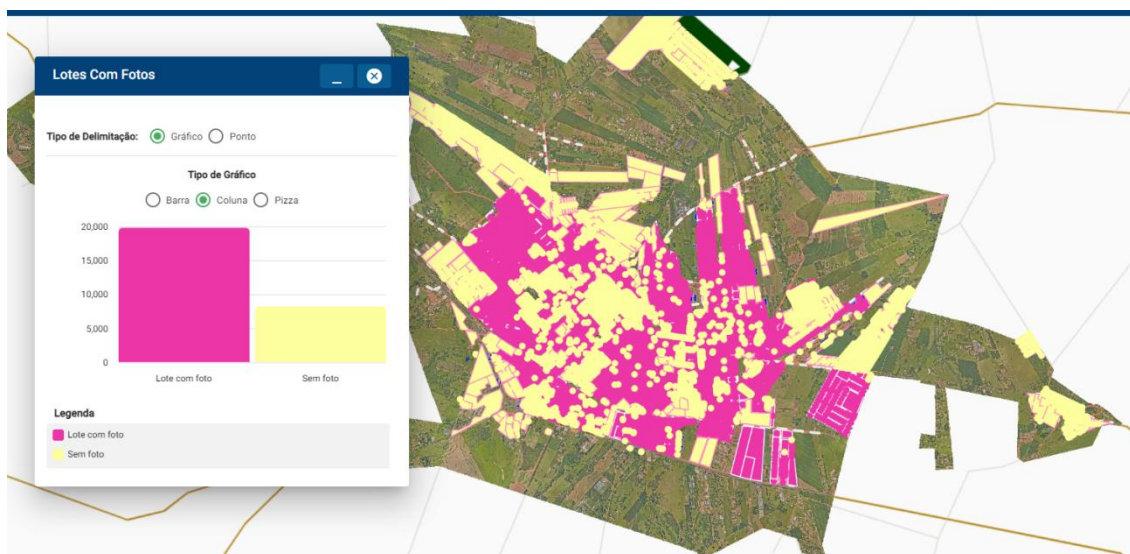 Lotes Com Fotos
Tipo de Delimitação: Gráfico Ponto
Tipo de Gráfico
Barra Coluna Pizza
20,000
15,000
10,000
5,000
0
Lote com foto Sem foto
Legenda
Lote com foto
Sem foto